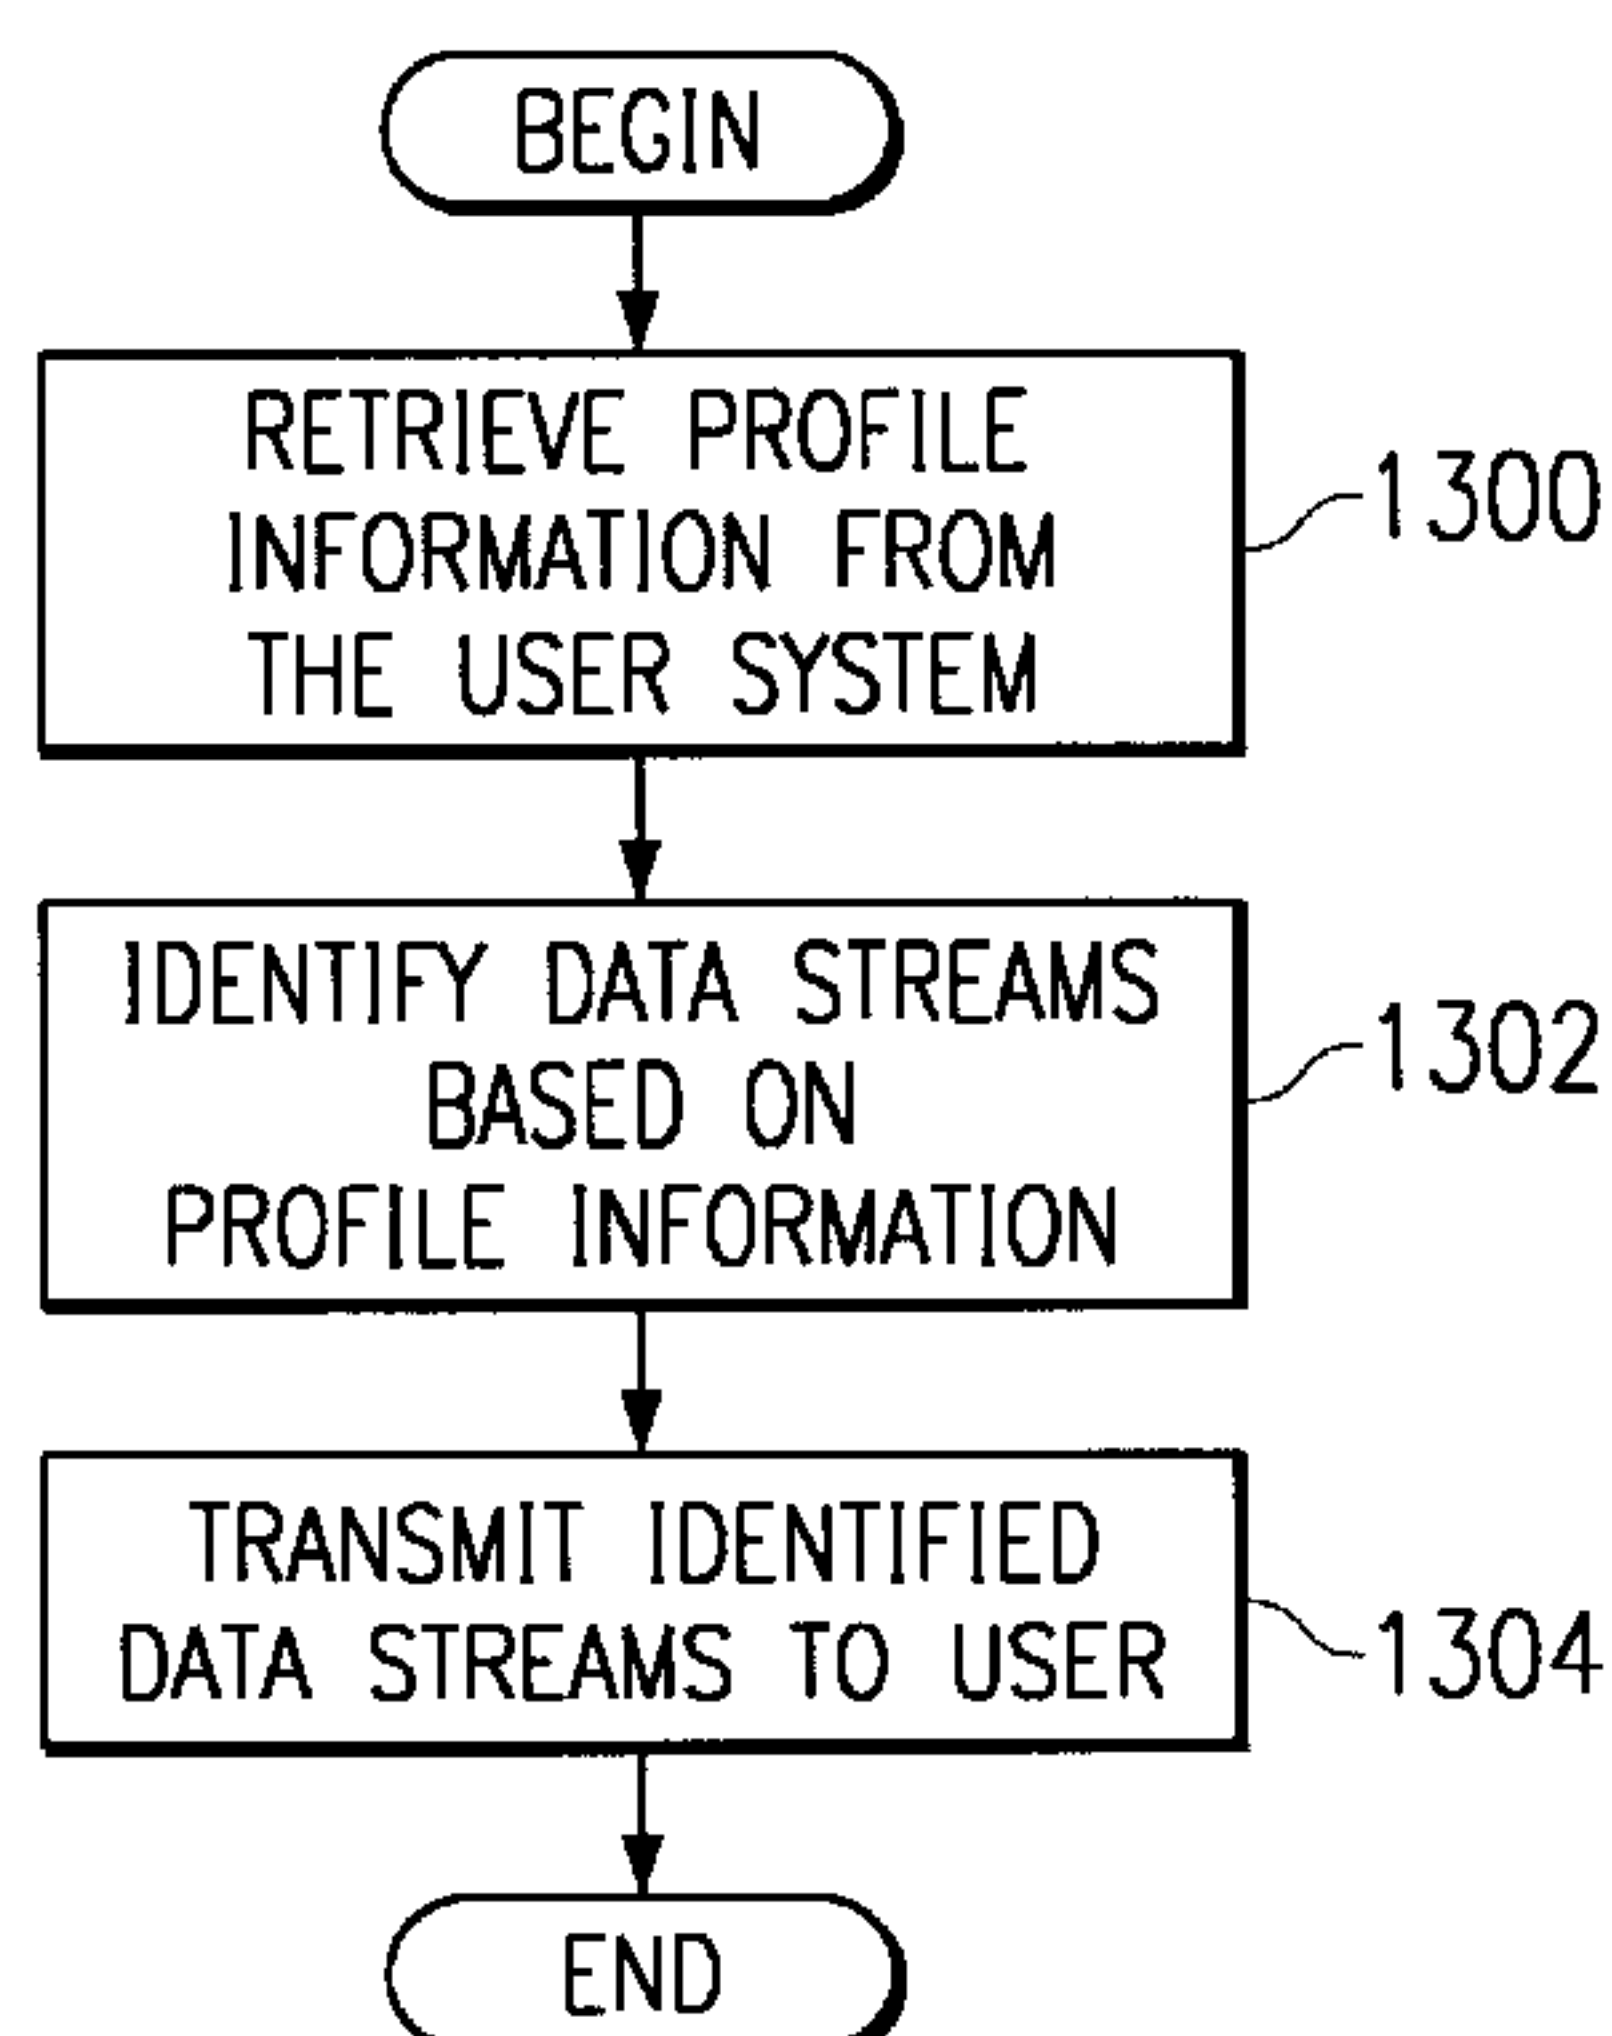 BEGIN
RETRIEVE PROFILE
INFORMATION FROM
THE USER SYSTEM
1300
IDENTIFY DATA STREAMS
BASED ON
PROFILE INFORMATION
1302
TRANSMIT IDENTIFIED
DATA STREAMS TO USER
1304
END